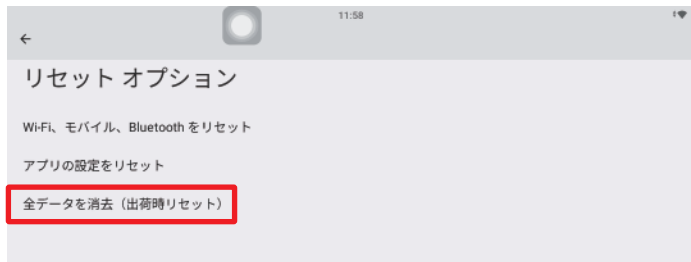 11:58
リセット オプション
Wi-Fi、モバイル、Bluetooth をリセット
アプリの設定をリセット
全データを消去（出荷時リセット）